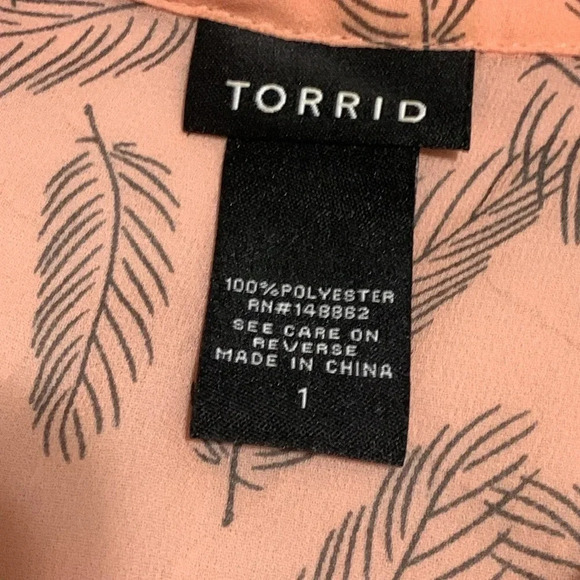 TORRID
100%POLYESTER
RN#148862
SEE CARE ON
REVERSE
MADE IN CHINA
1